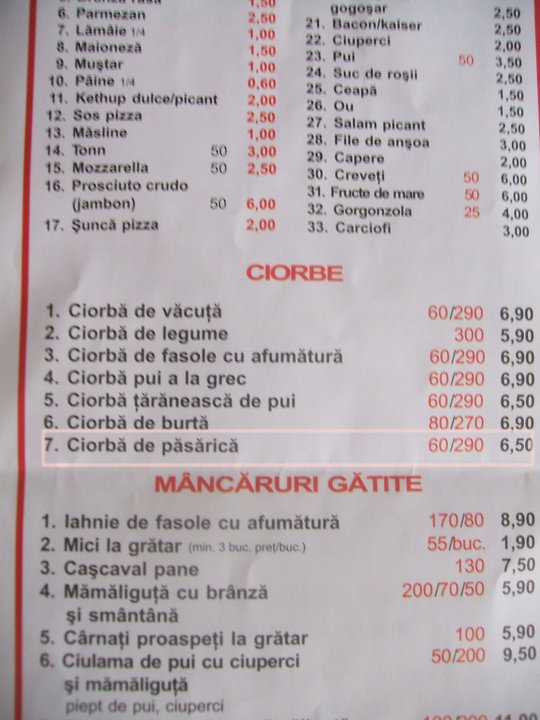 1,50
6. Parmezan 2,50
7. Lămâie 1/4 1,00
8. Maioneză 1,50
9. Muştar 1,00
10. Pâine 1/4 0,60
11. Kethup dulce/picant 2,00
12. Sos pizza 2,50
13. Măsline 1,00
14. Tonn 50 3,00
15. Mozzarella 50 2,50
16. Prosciuto crudo
(jambon) 50 6,00
17. Şuncă pizza 2,00
gogoşar 2,50
21. Bacon/kaiser 2,50
22. Ciuperci 2,00
23. Pui 50 3,50
24. Suc de roşii 2,50
25. Ceapă 1,50
26. Ou 1,50
27. Salam picant 2,50
28. File de anşoa 3,00
29. Capere 2,00
30. Creveţi 50 6,00
31. Fructe de mare 50 6,00
32. Gorgonzola 25 4,00
33. Carciofi 3,00
CIORBE
1. Ciorbă de văcuţă 60/290 6,90
2. Ciorbă de legume 300 5,90
3. Ciorbă de fasole cu afumătură 60/290 6,90
4. Ciorbă pui a la grec 60/290 6,90
5. Ciorbă ţărănească de pui 60/290 6,50
6. Ciorbă de burtă 80/270 6,90
7. Ciorbă de păsărică 60/290 6,50
MÂNCĂRURI GĂTITE
1. Iahnie de fasole cu afumătură 170/80 8,90
2. Mici la grătar (min. 3 buc. preţ/buc.) 55/buc. 1,90
3. Caşcaval pane 130 7,50
4. Mămăliguţă cu brânză 200/70/50 5,90
şi smântână
5. Cârnaţi proaspeţi la grătar 100 5,90
6. Ciulama de pui cu ciuperci 50/200 9,50
şi mămăliguţă
piept de pui, ciuperci